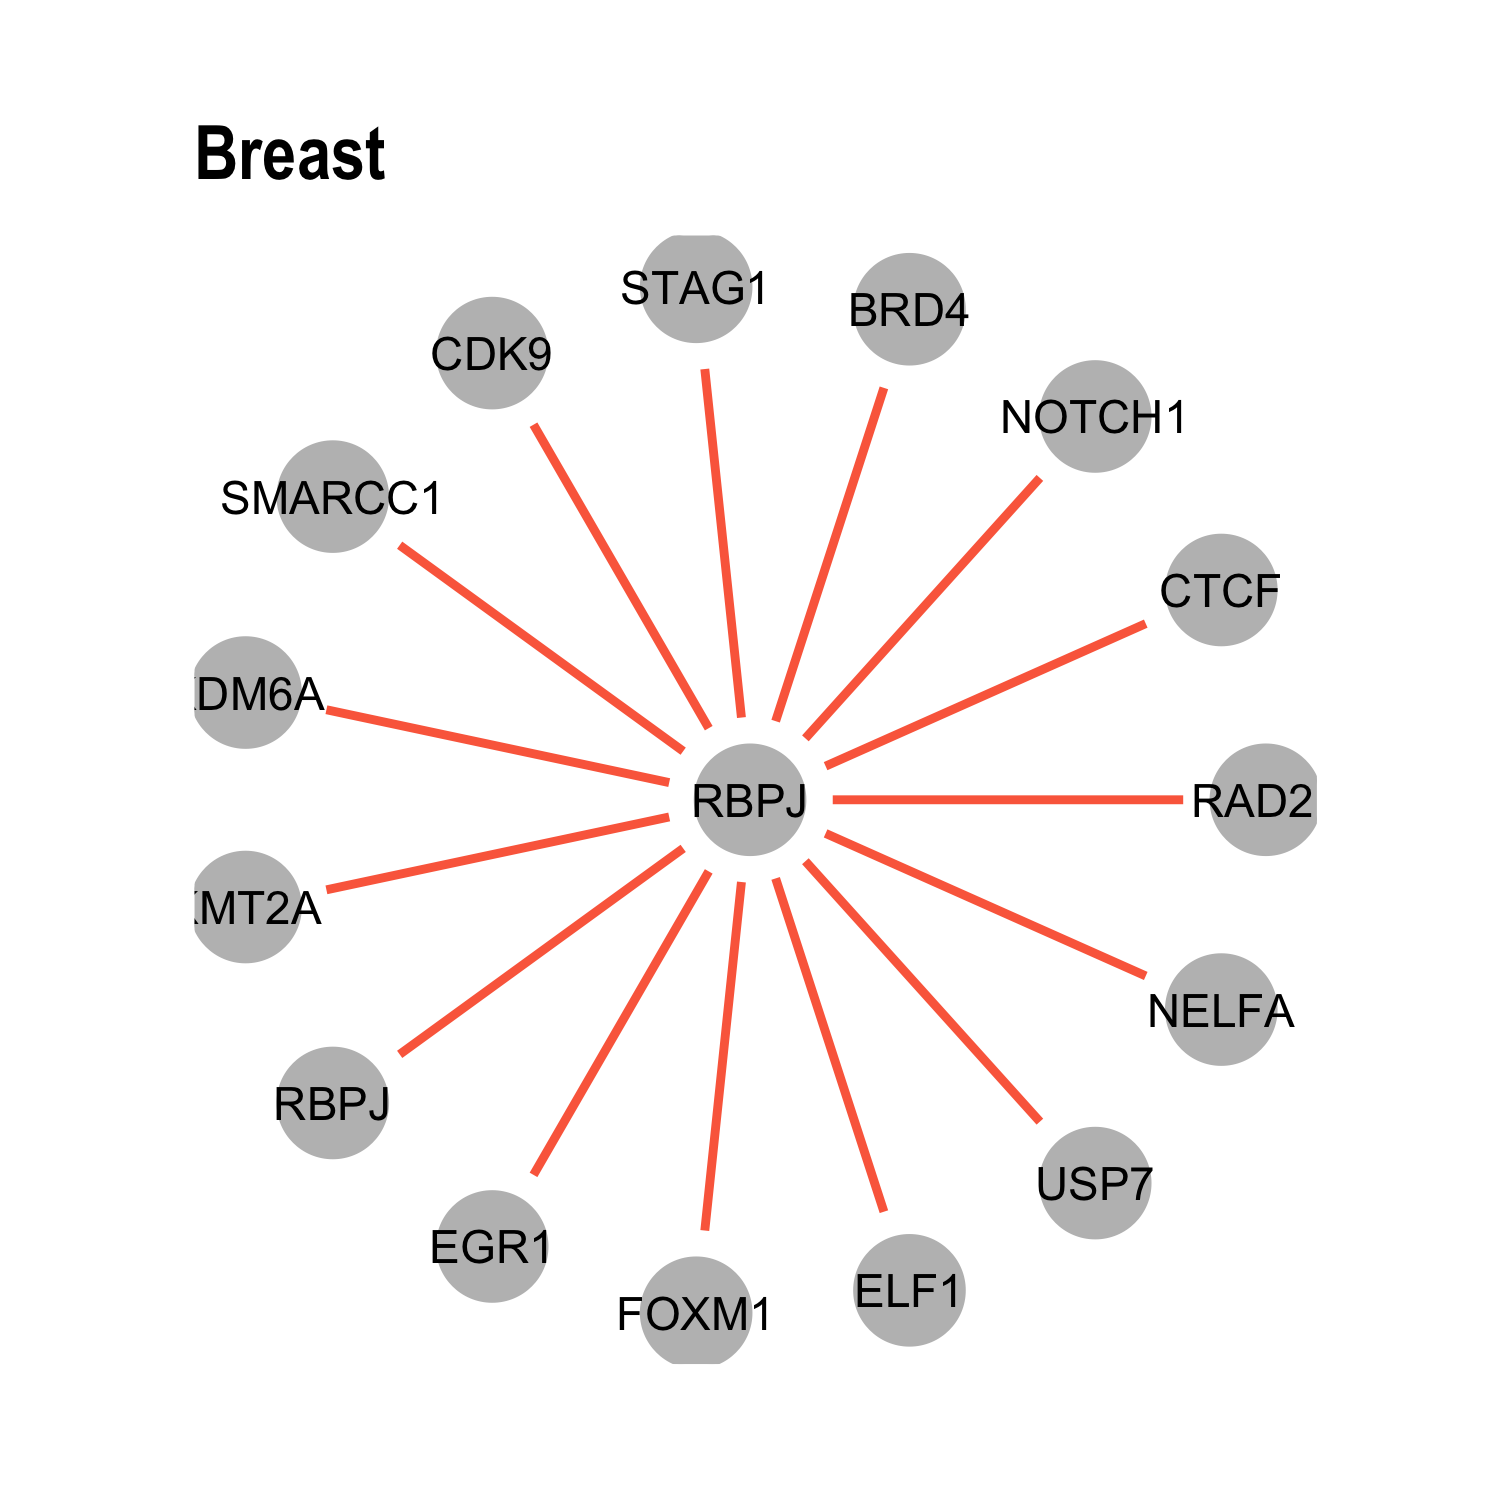 Breast
STAG1
BRD4
CDK9
NOTCH1
SMARCC1
CTCF
DM6A
RBPJ
RAD2
MT2A
NELFA
RBPJ
USP7
EGR1
ELF1
FOXM1